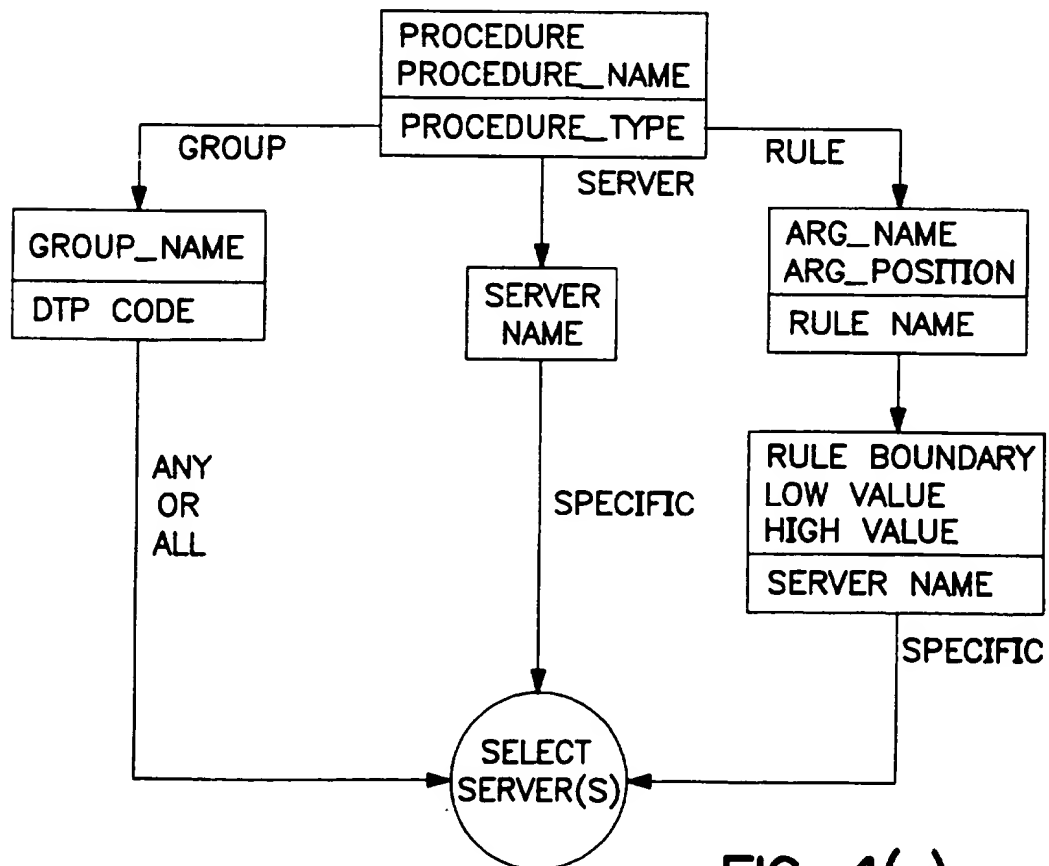 PROCEDURE
PROCEDURE_NAME
PROCEDURE_TYPE
GROUP
SERVER
RULE
GROUP_NAME
DTP CODE
SERVER
NAME
ARG_NAME
ARG_POSITION
RULE NAME
RULE BOUNDARY
LOW VALUE
HIGH VALUE
SERVER NAME
ANY
OR
ALL
SPECIFIC
SPECIFIC
SELECT
SERVER(S)